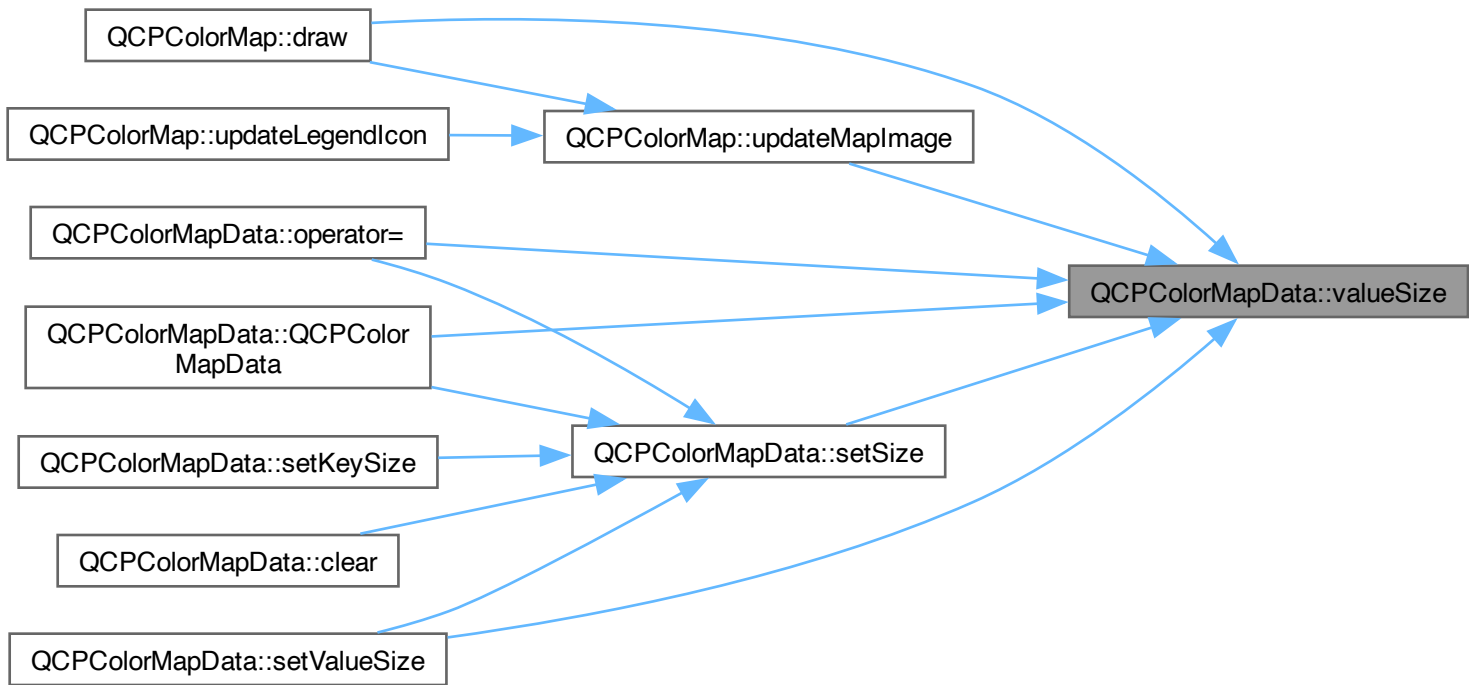 QCPColorMap::draw
QCPColorMap::updateLegendIcon
QCPColorMap::updateMapImage
QCPColorMapData::operator=
QCPColorMapData::valueSize
QCPColorMapData::QCPColor
MapData
QCPColorMapData::setSize
QCPColorMapData::setKeySize
QCPColorMapData::clear
QCPColorMapData::setValueSize